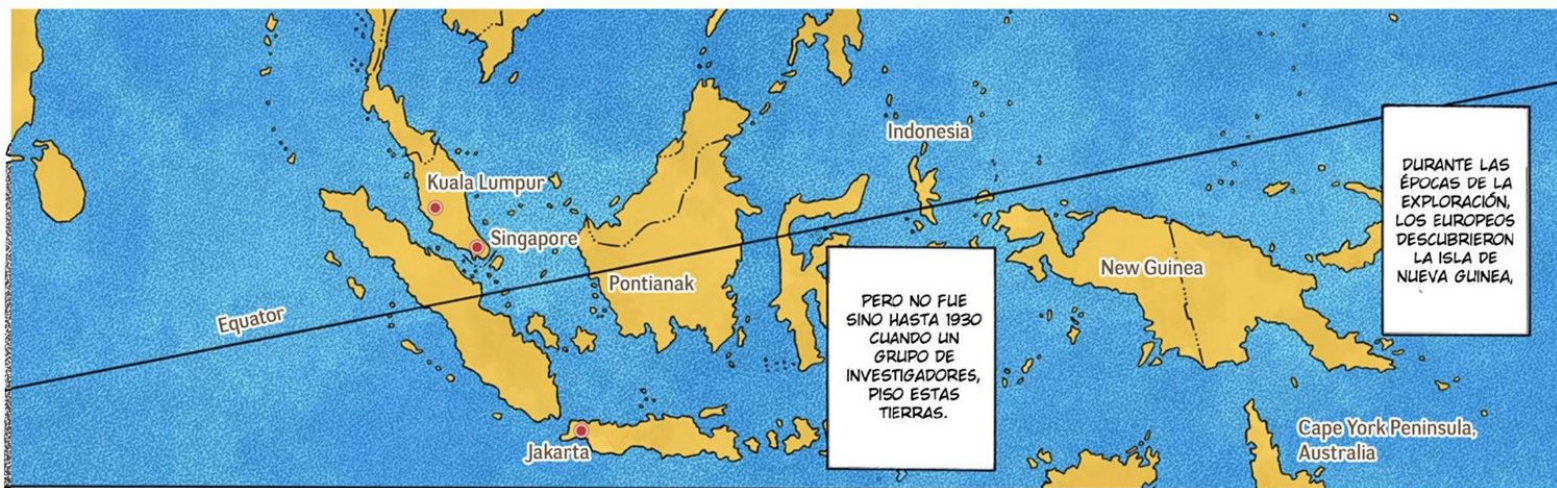 Indonesia
Kuala Lumpur
Singapore
Pontianak
New Guinea
Equator
Jakarta
Cape York Peninsula,
Australia
DURANTE LAS
ÉPOCAS DE LA
EXPLORACIÓN,
LOS EUROPEOS
DESCUBRIERON
LA ISLA DE
NUEVA GUINEA,
PERO NO FUE
SINO HASTA 1930
CUANDO UN
GRUPO DE
INVESTIGADORES,
PISO ESTAS
TIERRAS.